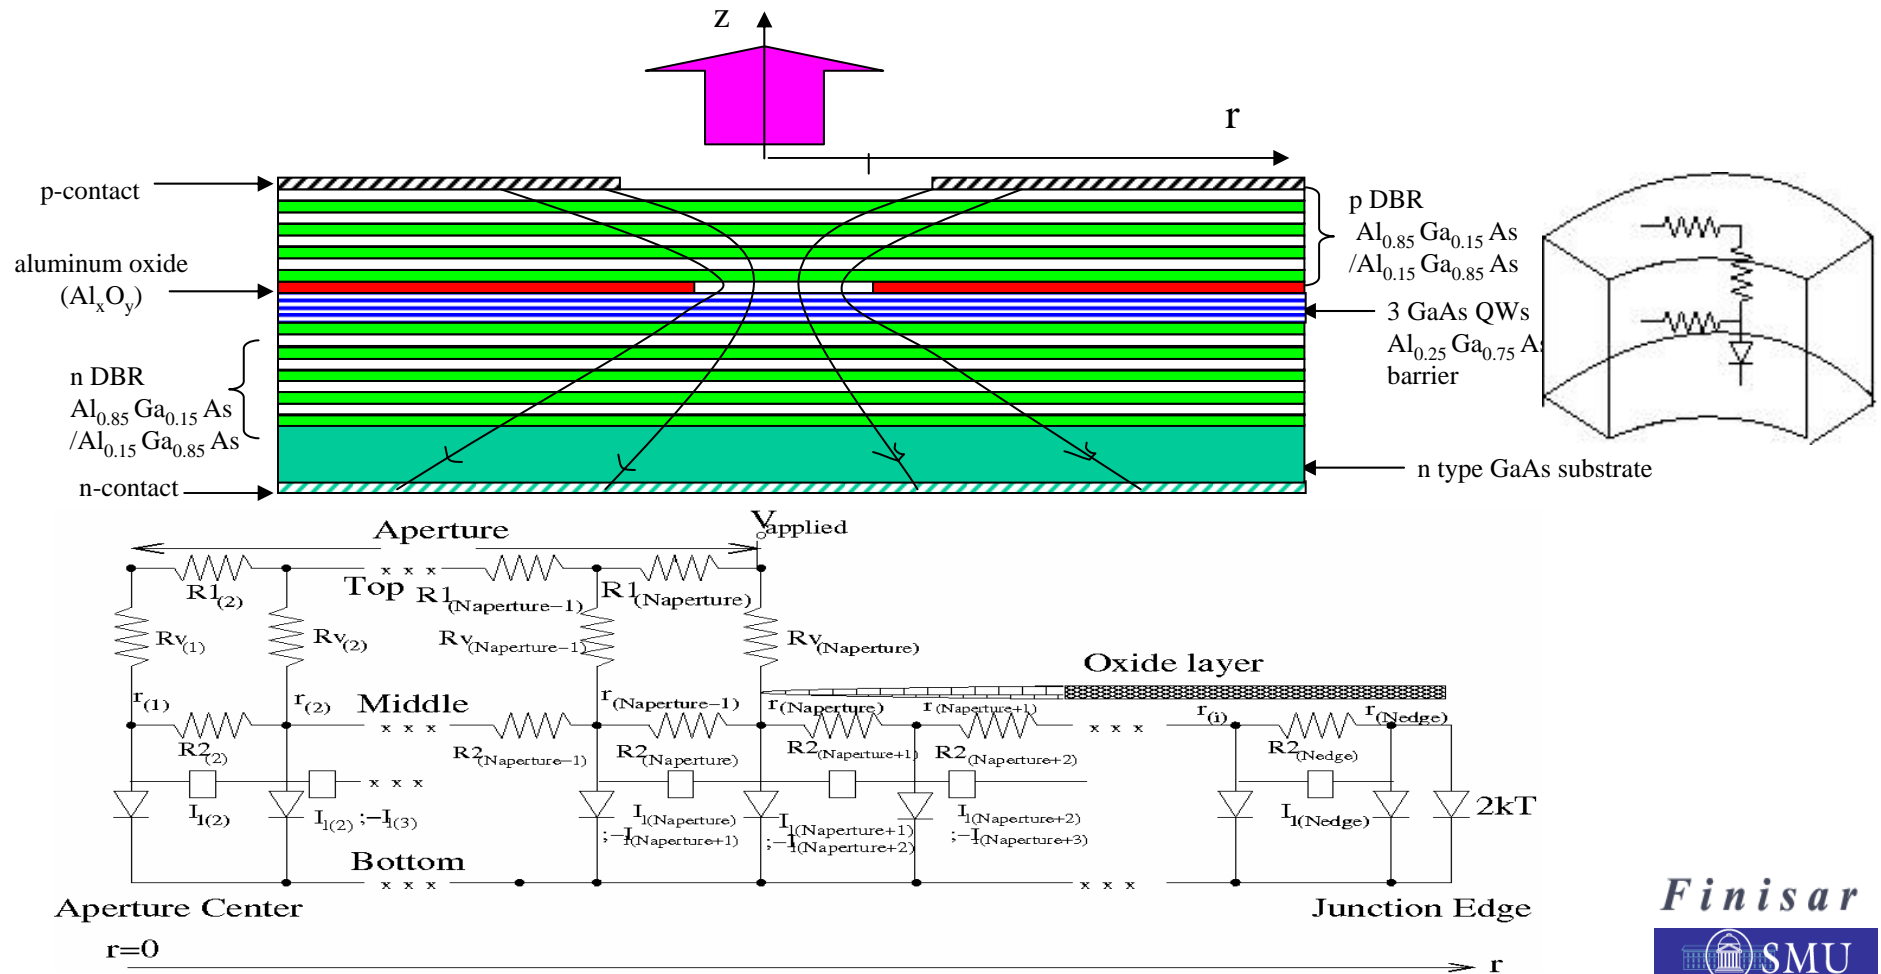 z
r
p-contact
aluminum oxide
(AlxOy)
n DBR
Al0.85 Ga0.15 As
/Al0.15 Ga0.85 As
n-contact
p DBR
Al0.85 Ga0.15 As
/Al0.15 Ga0.85 As
3 GaAs QWs
Al0.25 Ga0.75 As
barrier
n type GaAs substrate
Aperture
Vapplied
R1(2)
Top
R1(Naperture-1)
R1(Naperture)
Rv(1)
Rv(2)
Rv(Naperture-1)
Rv(Naperture)
Oxide layer
r(1)
r(2)
Middle
r(Naperture-1)
r(Naperture)
r(Naperture+1)
r(i)
r(Nedge)
R2(2)
R2(Naperture-1)
R2(Naperture)
R2(Naperture+1)
R2(Naperture+2)
R2(Nedge)
I1(2)
I1(2) ;-I1(3)
I1(Naperture)
;-I1(Naperture+1)
I1(Naperture+1)
;-I1(Naperture+2)
I1(Naperture+2)
;-I1(Naperture+3)
I1(Nedge)
2kT
Bottom
Aperture Center
Junction Edge
r=0
r
Finisar
SMU